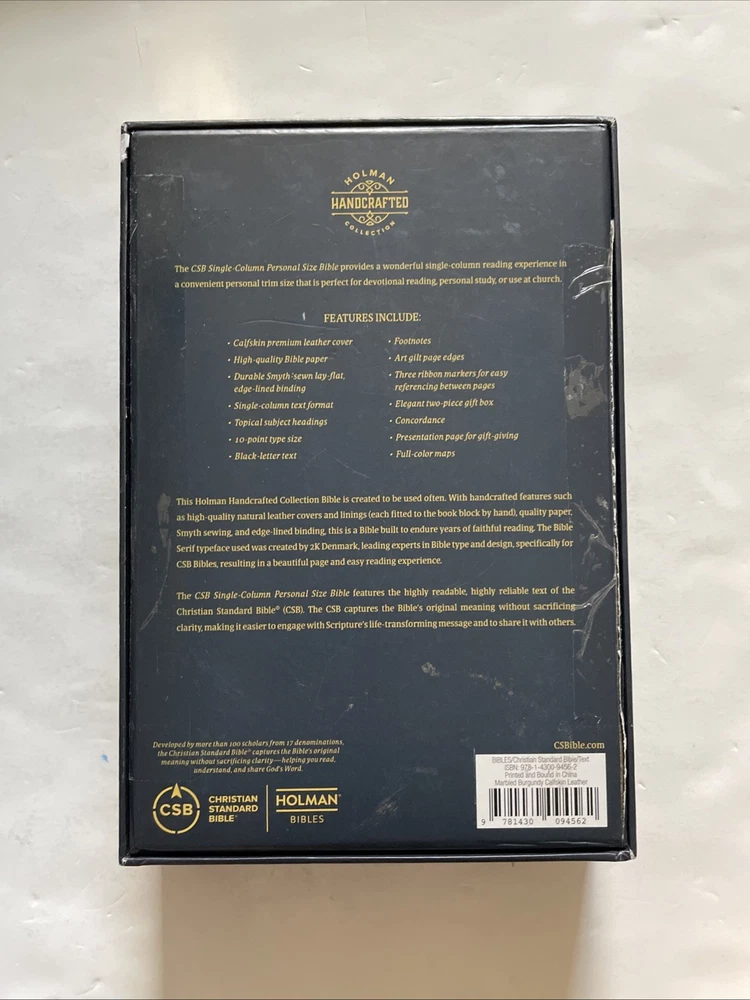 HOLMAN
HANDCRAFTED
COLLECTION
The CSB Single-Column Personal Size Bible provides a wonderful single-column reading experience in
a convenient personal trim size that is perfect for devotional reading, personal study, or use at church.
FEATURES INCLUDE:
• Calfskin premium leather cover
• High-quality Bible paper
• Durable Smyth-sewn lay-flat,
edge-lined binding
• Single-column text format
• Topical subject headings
• 10-point type size
• Black-letter text
• Footnotes
• Art gilt page edges
• Three ribbon markers for easy
referencing between pages
• Elegant two-piece gift box
• Concordance
• Presentation page for gift-giving
• Full-color maps
This Holman Handcrafted Collection Bible is created to be used often. With handcrafted features such
as high-quality natural leather covers and linings (each fitted to the book block by hand), quality paper,
Smyth sewing, and edge-lined binding, this is a Bible built to endure years of faithful reading. The Bible
Serif typeface used was created by 2K Denmark, leading experts in Bible type and design, specifically for
CSB Bibles, resulting in a beautiful page and easy reading experience.
The CSB Single-Column Personal Size Bible features the highly readable, highly reliable text of the
Christian Standard Bible® (CSB). The CSB captures the Bible's original meaning without sacrificing
clarity, making it easier to engage with Scripture's life-transforming message and to share it with others.
Developed by more than 100 scholars from 17 denominations,
the Christian Standard Bible® captures the Bible's original
meaning without sacrificing clarity—helping you read,
understand, and share God's Word.
CSB
CHRISTIAN
STANDARD
BIBLE®
HOLMAN®
BIBLES
CSBible.com
BIBLES/Christian Standard Bible/Text
ISBN: 978-1-4300-9456-2
Printed and Bound in China
Marbled Burgundy Calfskin Leather
9 781430 094562